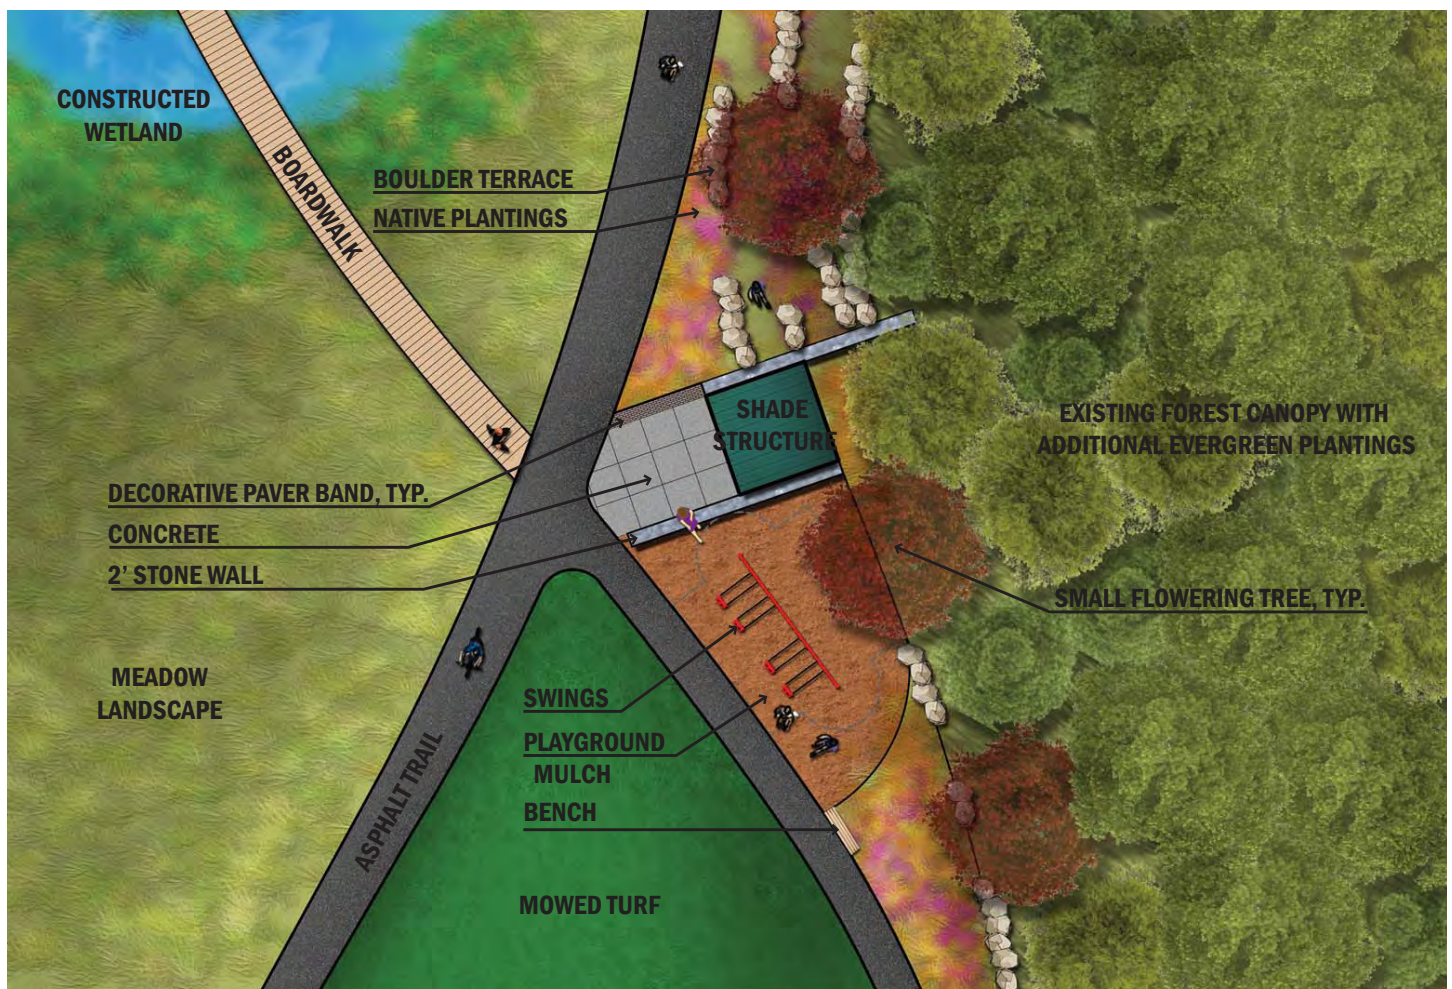 CONSTRUCTED
WETLAND
BOARDWALK
BOULDER TERRACE
NATIVE PLANTINGS
SHADE
STRUCTURE
EXISTING FOREST CANOPY WITH
ADDITIONAL EVERGREEN PLANTINGS
DECORATIVE PAVER BAND, TYP.
CONCRETE
2' STONE WALL
SMALL FLOWERING TREE, TYP.
MEADOW
LANDSCAPE
SWINGS
PLAYGROUND
MULCH
BENCH
ASPHALT TRAIL
MOWED TURF